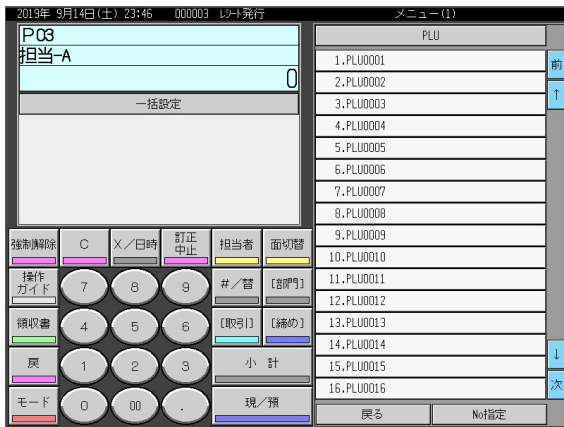 2019年 9月14日(土) 23:46 000003 レシート発行 メニュー(1)
P03
担当-A
0
一括設定
PLU
1.PLU0001
2.PLU0002
3.PLU0003
4.PLU0004
5.PLU0005
6.PLU0006
7.PLU0007
8.PLU0008
9.PLU0009
10.PLU0010
11.PLU0011
12.PLU0012
13.PLU0013
14.PLU0014
15.PLU0015
16.PLU0016
前
↑
↓
次
戻る No指定
強制解除 C X/日時 訂正中止 担当者 面切替
操作ガイド 7 8 9 #/替 [部門]
領収書 4 5 6 [取引] [締め]
戻 1 2 3 小計
モード 0 00 . 現/預